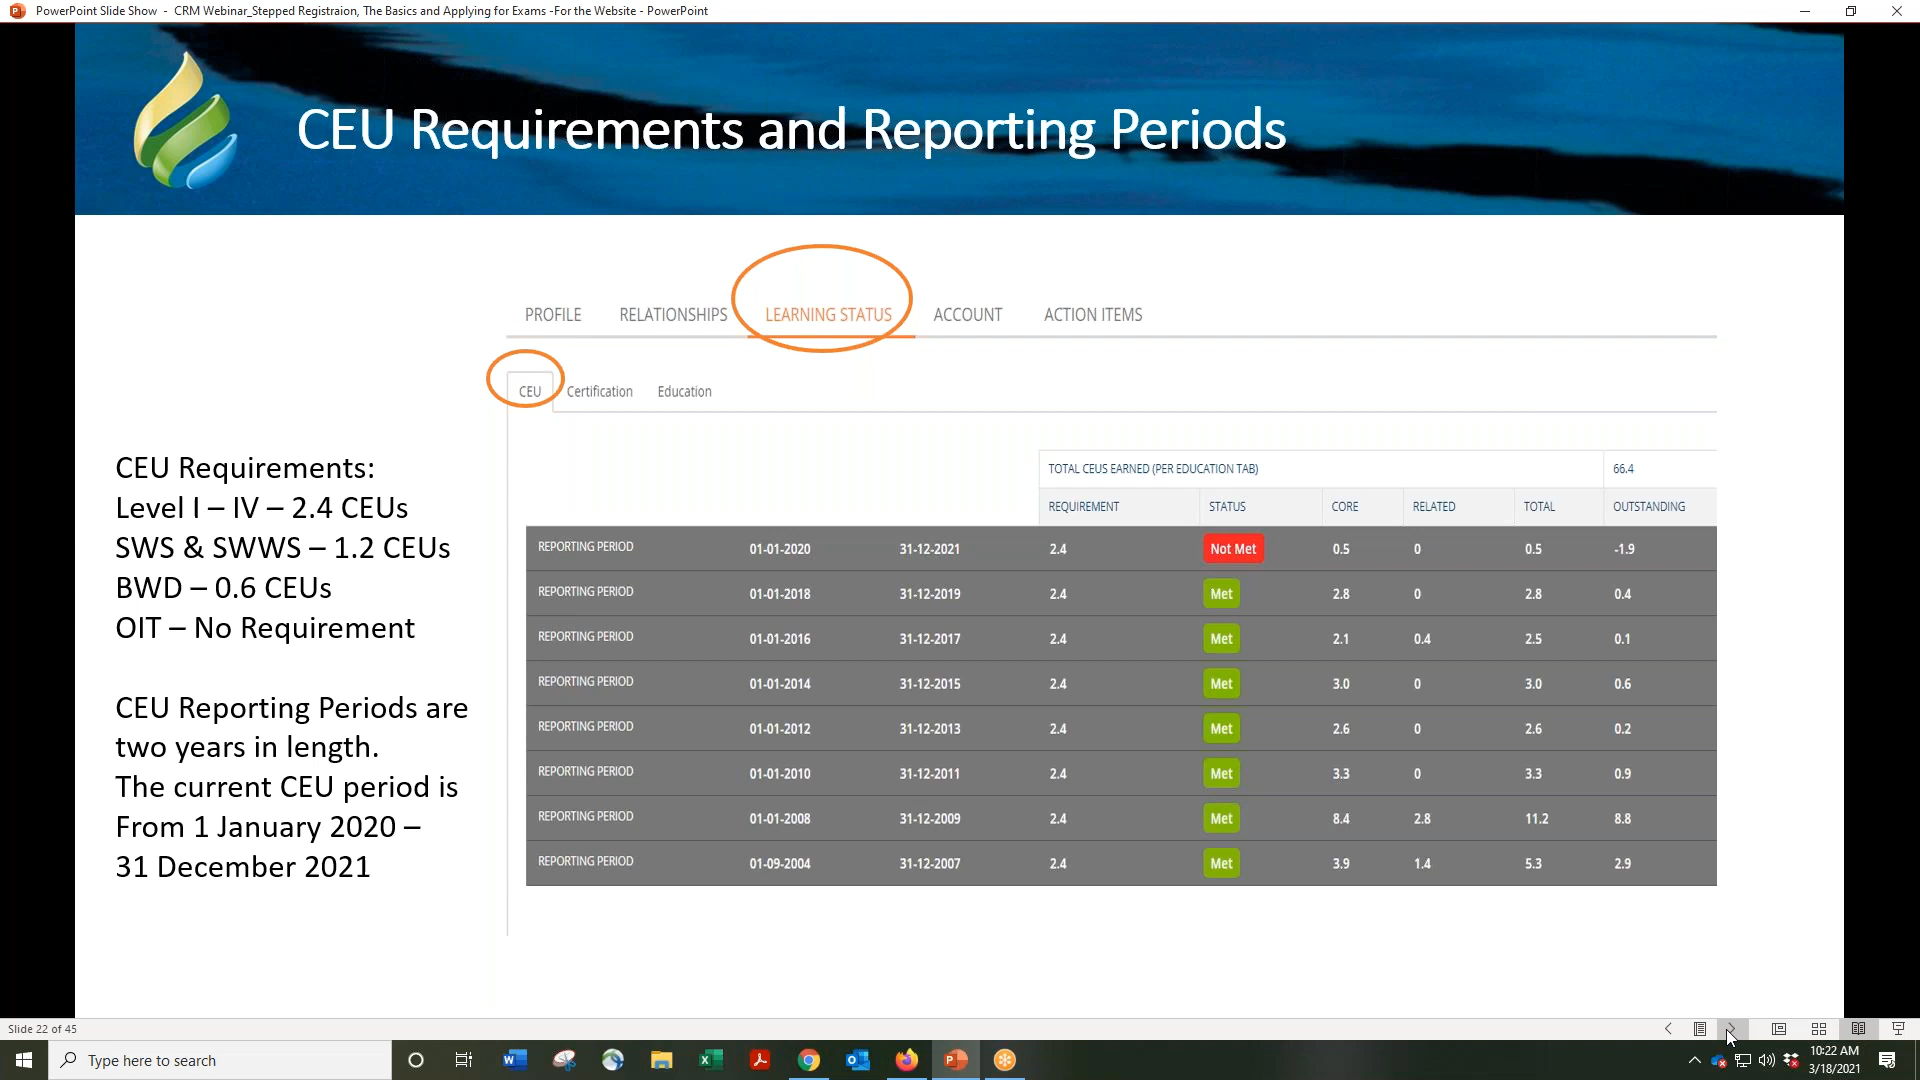 PowerPoint Slide Show - CRM Webinar_Stepped Registraion, The Basics and Applying for Exams -For the Website - PowerPoint
CEU Requirements and Reporting Periods
PROFILE RELATIONSHIPS LEARNING STATUS ACCOUNT ACTION ITEMS
CEU Certification Education
CEU Requirements:
Level I – IV – 2.4 CEUs
SWS & SWWS – 1.2 CEUs
BWD – 0.6 CEUs
OIT – No Requirement
CEU Reporting Periods are
two years in length.
The current CEU period is
From 1 January 2020 –
31 December 2021
TOTAL CEUS EARNED (PER EDUCATION TAB) 66.4
REQUIREMENT STATUS CORE RELATED TOTAL OUTSTANDING
REPORTING PERIOD 01-01-2020 31-12-2021 2.4 Not Met 0.5 0 0.5 -1.9
REPORTING PERIOD 01-01-2018 31-12-2019 2.4 Met 2.8 0 2.8 0.4
REPORTING PERIOD 01-01-2016 31-12-2017 2.4 Met 2.1 0.4 2.5 0.1
REPORTING PERIOD 01-01-2014 31-12-2015 2.4 Met 3.0 0 3.0 0.6
REPORTING PERIOD 01-01-2012 31-12-2013 2.4 Met 2.6 0 2.6 0.2
REPORTING PERIOD 01-01-2010 31-12-2011 2.4 Met 3.3 0 3.3 0.9
REPORTING PERIOD 01-01-2008 31-12-2009 2.4 Met 8.4 2.8 11.2 8.8
REPORTING PERIOD 01-09-2004 31-12-2007 2.4 Met 3.9 1.4 5.3 2.9
Slide 22 of 45
Type here to search
10:22 AM
3/18/2021